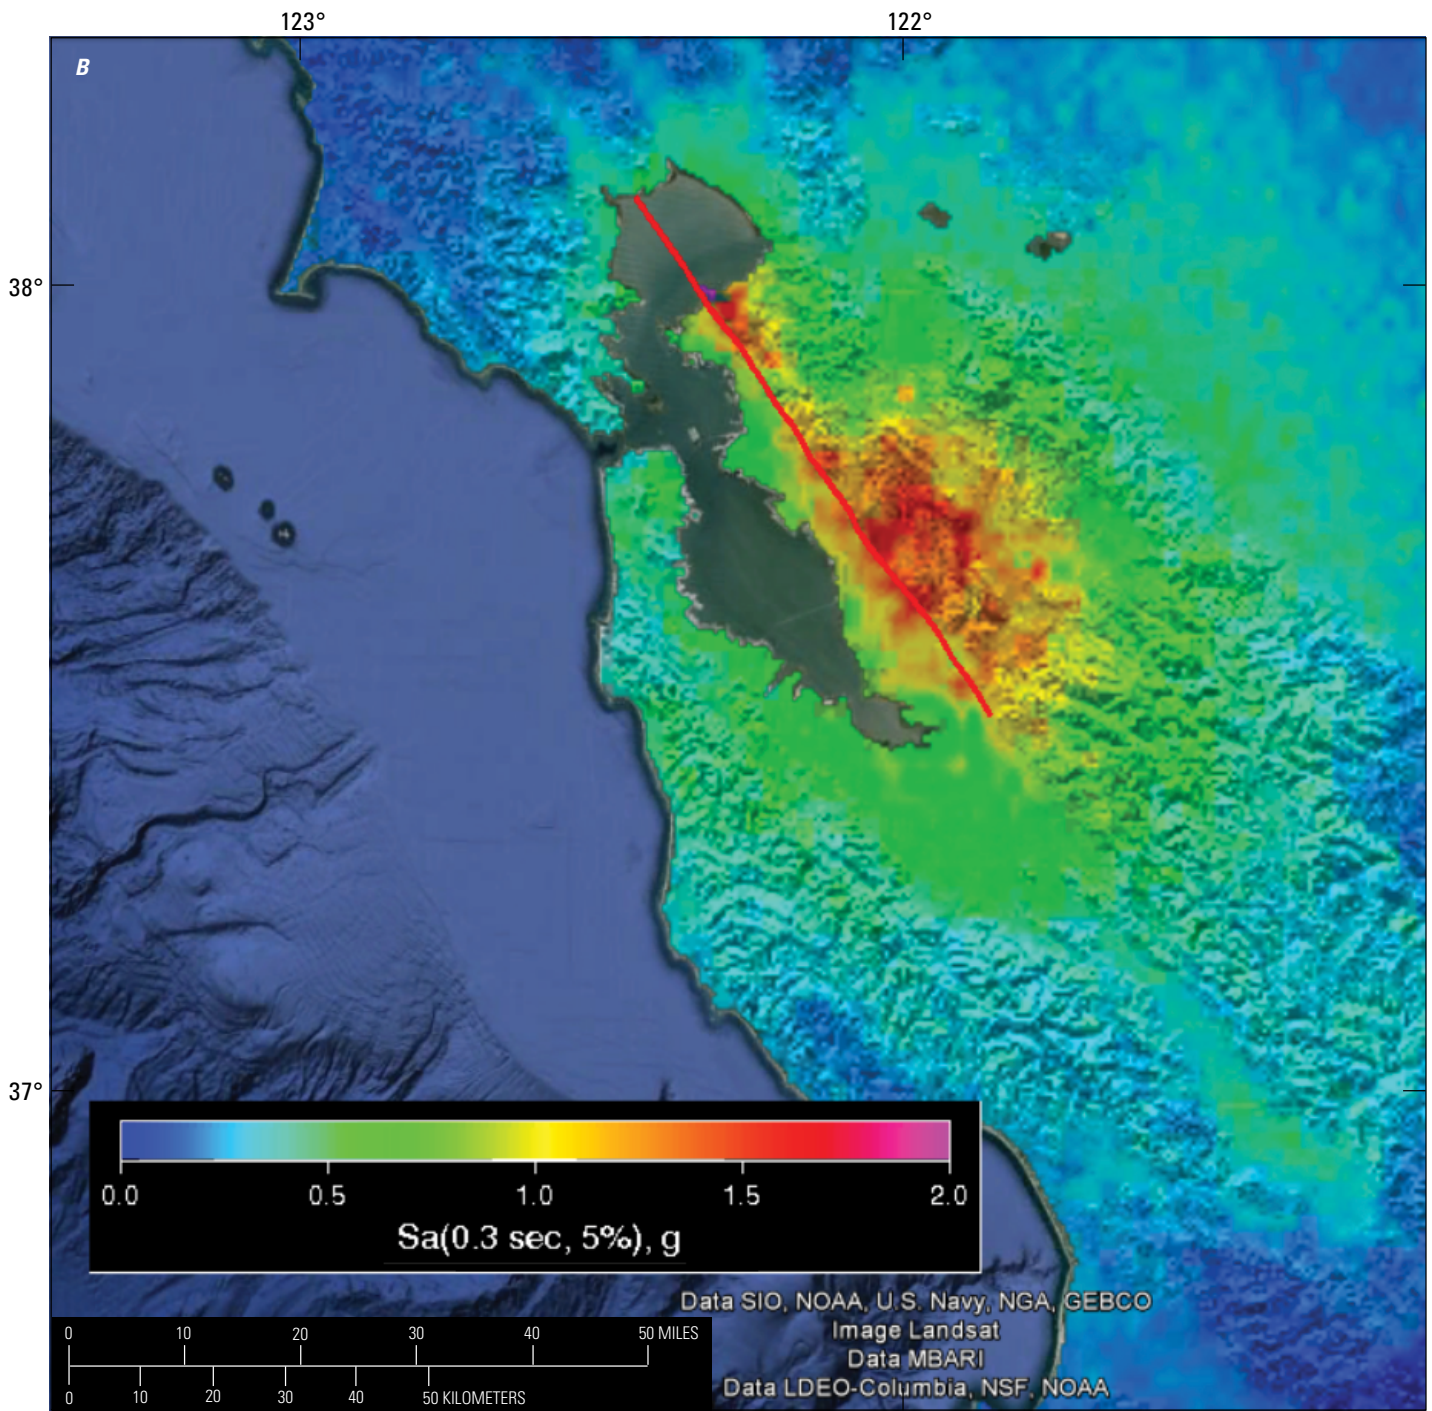 123° 122°
B
38°
37°
0.0 0.5 1.0 1.5 2.0
Sa(0.3 sec, 5%), g
Data SIO, NOAA, U.S. Navy, NGA, GEBCO
Image Landsat
Data MBARI
Data LDEO-Columbia, NSF, NOAA
0 10 20 30 40 50 MILES
0 10 20 30 40 50 KILOMETERS